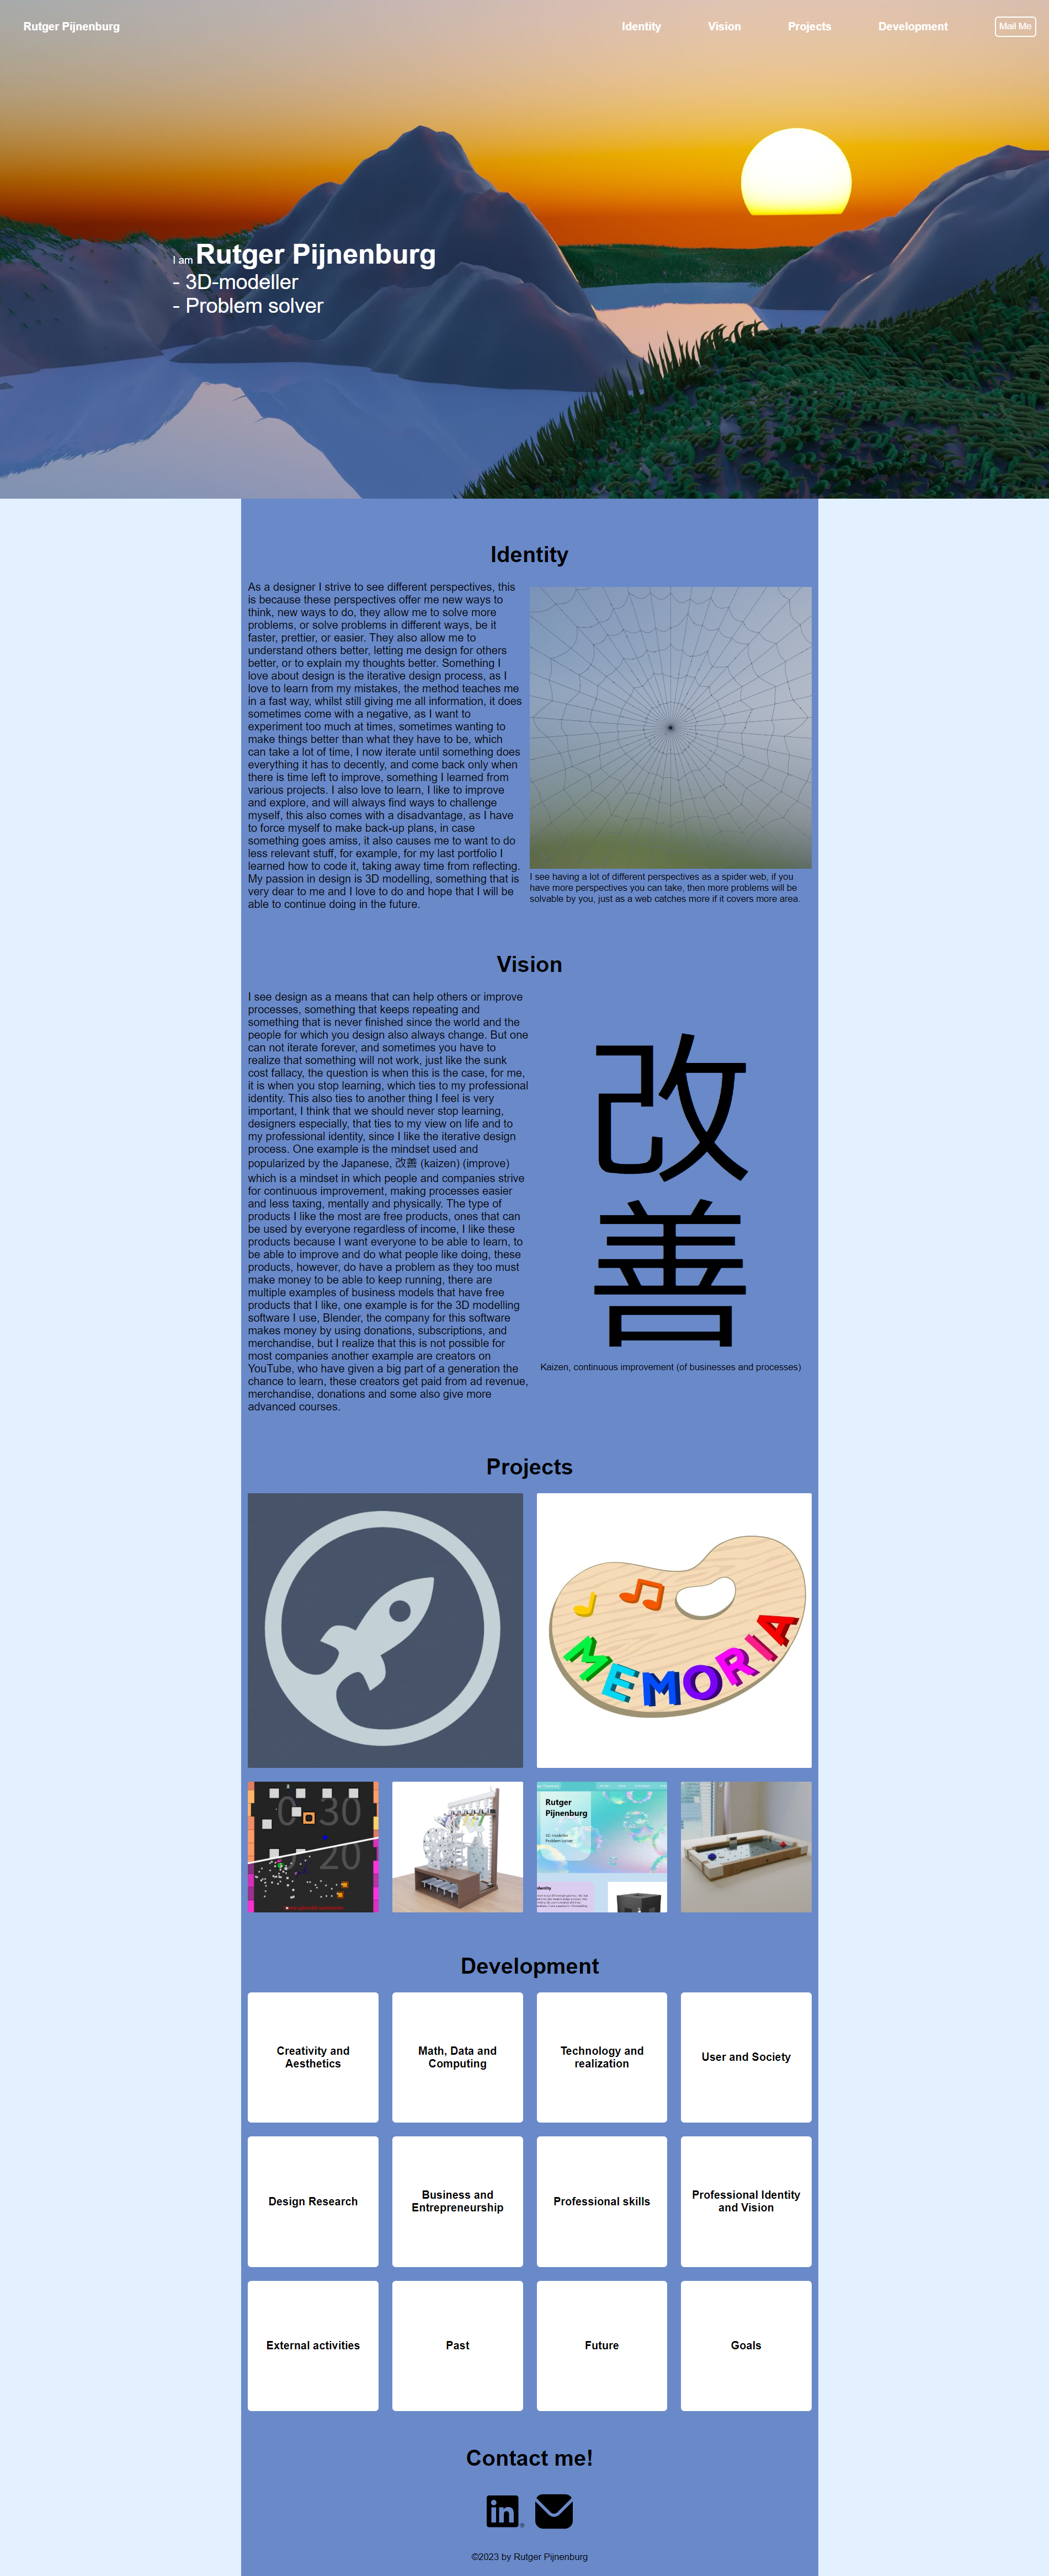 Rutger Pijnenburg
Identity
Vision
Projects
Development
Mail Me
I am Rutger Pijnenburg
- 3D-modeller
- Problem solver
Identity
As a designer I strive to see different perspectives, this
is because these perspectives offer me new ways to
think, new ways to do, they allow me to solve more
problems, or solve problems in different ways, be it
faster, prettier, or easier. They also allow me to
understand others better, letting me design for others
better, or to explain my thoughts better. Something I
love about design is the iterative design process, as I
love to learn from my mistakes, the method teaches me
in a fast way, whilst still giving me all information, it does
sometimes come with a negative, as I want to
experiment too much at times, sometimes wanting to
make things better than what they have to be, which
can take a lot of time, I now iterate until something does
everything it has to decently, and come back only when
there is time left to improve, something I learned from
various projects. I also love to learn, I like to improve
and explore, and will always find ways to challenge
myself, this also comes with a disadvantage, as I have
to force myself to make back-up plans, in case
something goes amiss, it also causes me to want to do
less relevant stuff, for example, for my last portfolio I
learned how to code it, taking away time from reflecting.
My passion in design is 3D modelling, something that is
very dear to me and I love to do and hope that I will be
able to continue doing in the future.
I see having a lot of different perspectives as a spider web, if you
have more perspectives you can take, then more problems will be
solvable by you, just as a web catches more if it covers more area.
Vision
I see design as a means that can help others or improve
processes, something that keeps repeating and
something that is never finished since the world and the
people for which you design also always change. But one
can not iterate forever, and sometimes you have to
realize that something will not work, just like the sunk
cost fallacy, the question is when this is the case, for me,
it is when you stop learning, which ties to my professional
identity. This also ties to another thing I feel is very
important, I think that we should never stop learning,
designers especially, that ties to my view on life and to
my professional identity, since I like the iterative design
process. One example is the mindset used and
popularized by the Japanese, 改善 (kaizen) (improve)
which is a mindset in which people and companies strive
for continuous improvement, making processes easier
and less taxing, mentally and physically. The type of
products I like the most are free products, ones that can
be used by everyone regardless of income, I like these
products because I want everyone to be able to learn, to
be able to improve and do what people like doing, these
products, however, do have a problem as they too must
make money to be able to keep running, there are
multiple examples of business models that have free
products that I like, one example is for the 3D modelling
software I use, Blender, the company for this software
makes money by using donations, subscriptions, and
merchandise, but I realize that this is not possible for
most companies another example are creators on
YouTube, who have given a big part of a generation the
chance to learn, these creators get paid from ad revenue,
merchandise, donations and some also give more
advanced courses.
改
善
Kaizen, continuous improvement (of businesses and processes)
Projects
MEMORIA
30
20
Rutger
Pijnenburg
Development
Creativity and
Aesthetics
Math, Data and
Computing
Technology and
realization
User and Society
Design Research
Business and
Entrepreneurship
Professional skills
Professional Identity
and Vision
External activities
Past
Future
Goals
Contact me!
in
©2023 by Rutger Pijnenburg